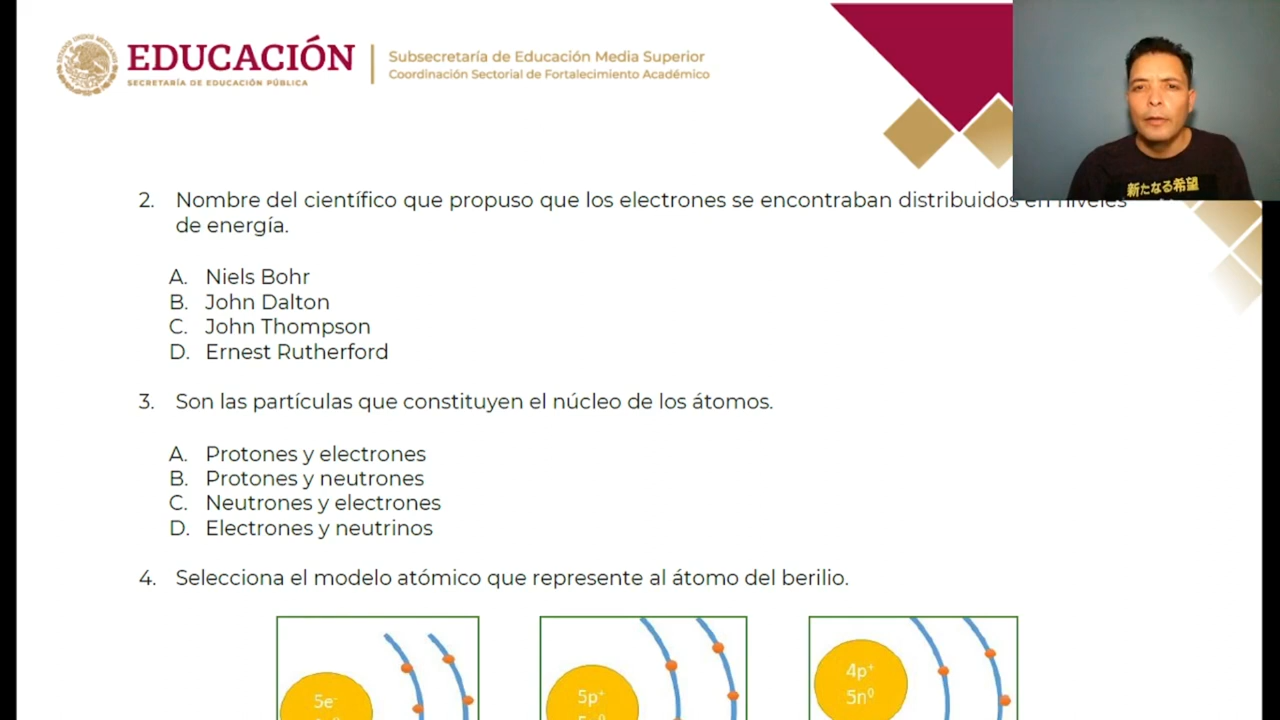 EDUCACIÓN
SECRETARÍA DE EDUCACIÓN PÚBLICA
Subsecretaría de Educación Media Superior
Coordinación Sectorial de Fortalecimiento Académico
新たなる希望
2. Nombre del científico que propuso que los electrones se encontraban distribuidos en niveles
de energía.
A. Niels Bohr
B. John Dalton
C. John Thompson
D. Ernest Rutherford
3. Son las partículas que constituyen el núcleo de los átomos.
A. Protones y electrones
B. Protones y neutrones
C. Neutrones y electrones
D. Electrones y neutrinos
4. Selecciona el modelo atómico que represente al átomo del berilio.
5e⁻
5p⁺
4p⁺
5n⁰